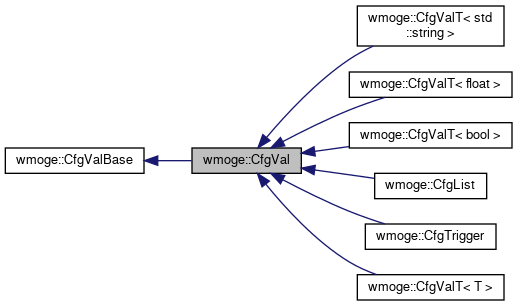 wmoge::CfgValBase
wmoge::CfgVal
wmoge::CfgValT< std
::string >
wmoge::CfgValT< float >
wmoge::CfgValT< bool >
wmoge::CfgList
wmoge::CfgTrigger
wmoge::CfgValT< T >